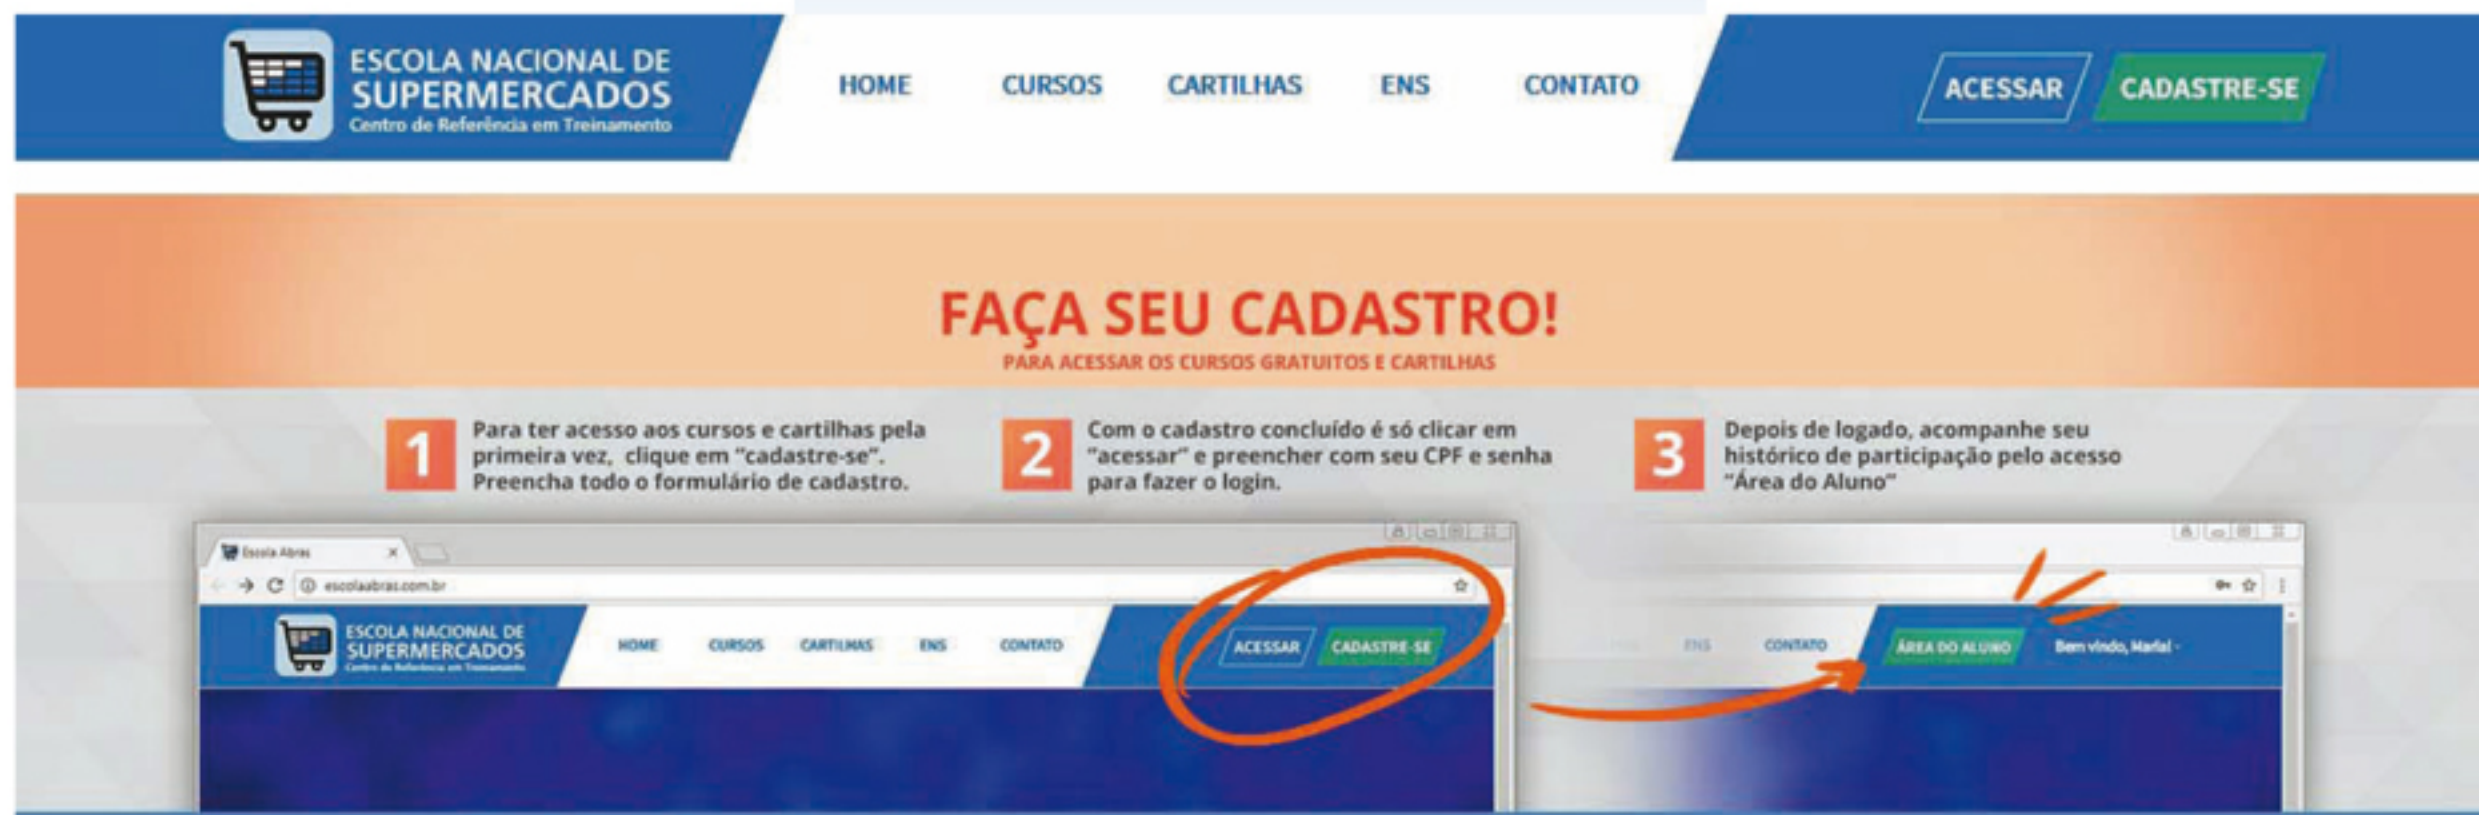 ESCOLA NACIONAL DE
SUPERMERCADOS
Centro de Referência em Treinamento
HOME CURSOS CARTILHAS ENS CONTATO
ACESSAR CADASTRE-SE
FAÇA SEU CADASTRO!
PARA ACESSAR OS CURSOS GRATUITOS E CARTILHAS
1
Para ter acesso aos cursos e cartilhas pela
primeira vez, clique em "cadastre-se".
Preencha todo o formulário de cadastro.
2
Com o cadastro concluído é só clicar em
"acessar" e preencher com seu CPF e senha
para fazer o login.
3
Depois de logado, acompanhe seu
histórico de participação pelo acesso
"Área do Aluno"
Escola Abras
escolaabras.com.br
ESCOLA NACIONAL DE
SUPERMERCADOS
Centro de Referência em Treinamento
HOME CURSOS CARTILHAS ENS CONTATO
ACESSAR CADASTRE-SE
ENS CONTATO
ÁREA DO ALUNO Bem vindo, Maria! -